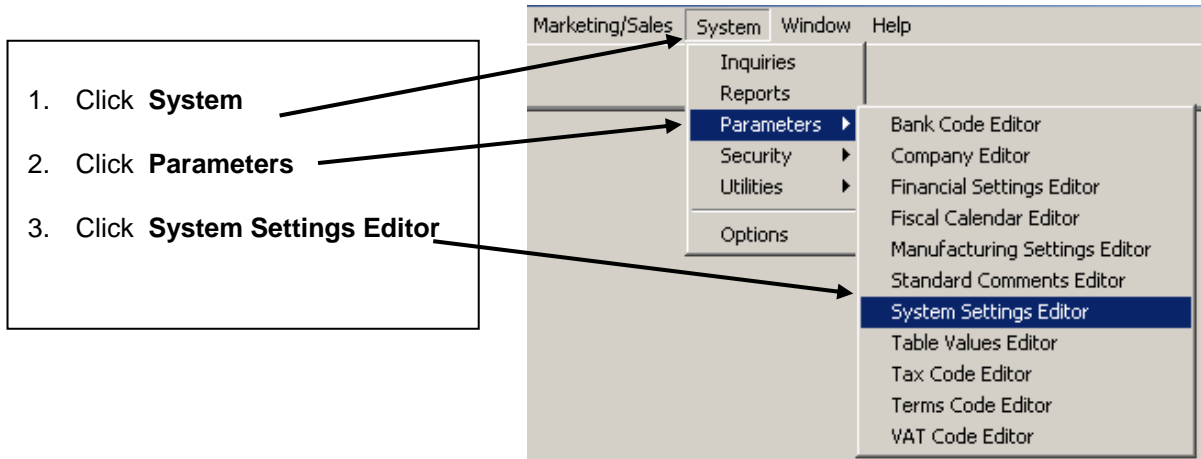 Marketing/Sales System Window Help
1. Click System
2. Click Parameters
3. Click System Settings Editor
Inquiries
Reports
Parameters
Security
Utilities
Options
Bank Code Editor
Company Editor
Financial Settings Editor
Fiscal Calendar Editor
Manufacturing Settings Editor
Standard Comments Editor
System Settings Editor
Table Values Editor
Tax Code Editor
Terms Code Editor
VAT Code Editor